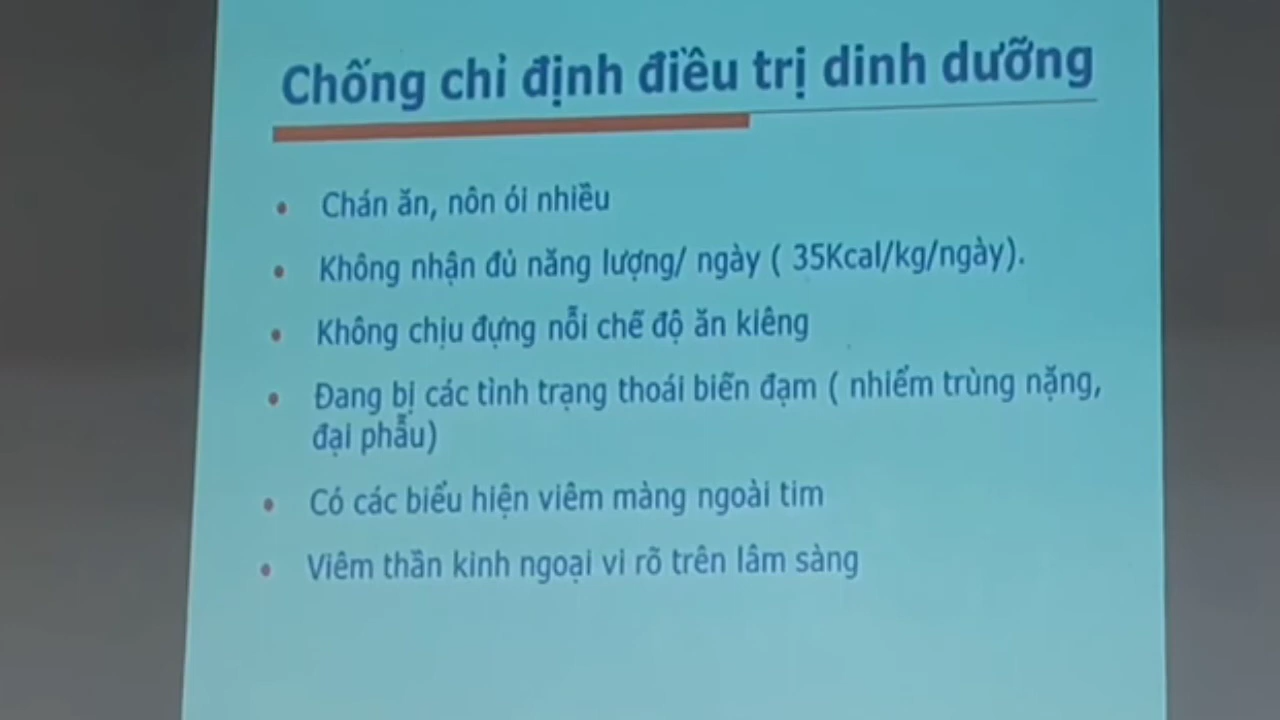 Chống chỉ định điều trị dinh dưỡng
• Chán ăn, nôn ói nhiều
• Không nhận đủ năng lượng/ ngày ( 35Kcal/kg/ngày).
• Không chịu đựng nỗi chế độ ăn kiêng
• Đang bị các tình trạng thoái biến đạm ( nhiểm trùng nặng,
đại phẫu)
• Có các biểu hiện viêm màng ngoài tim
• Viêm thần kinh ngoại vi rõ trên lâm sàng